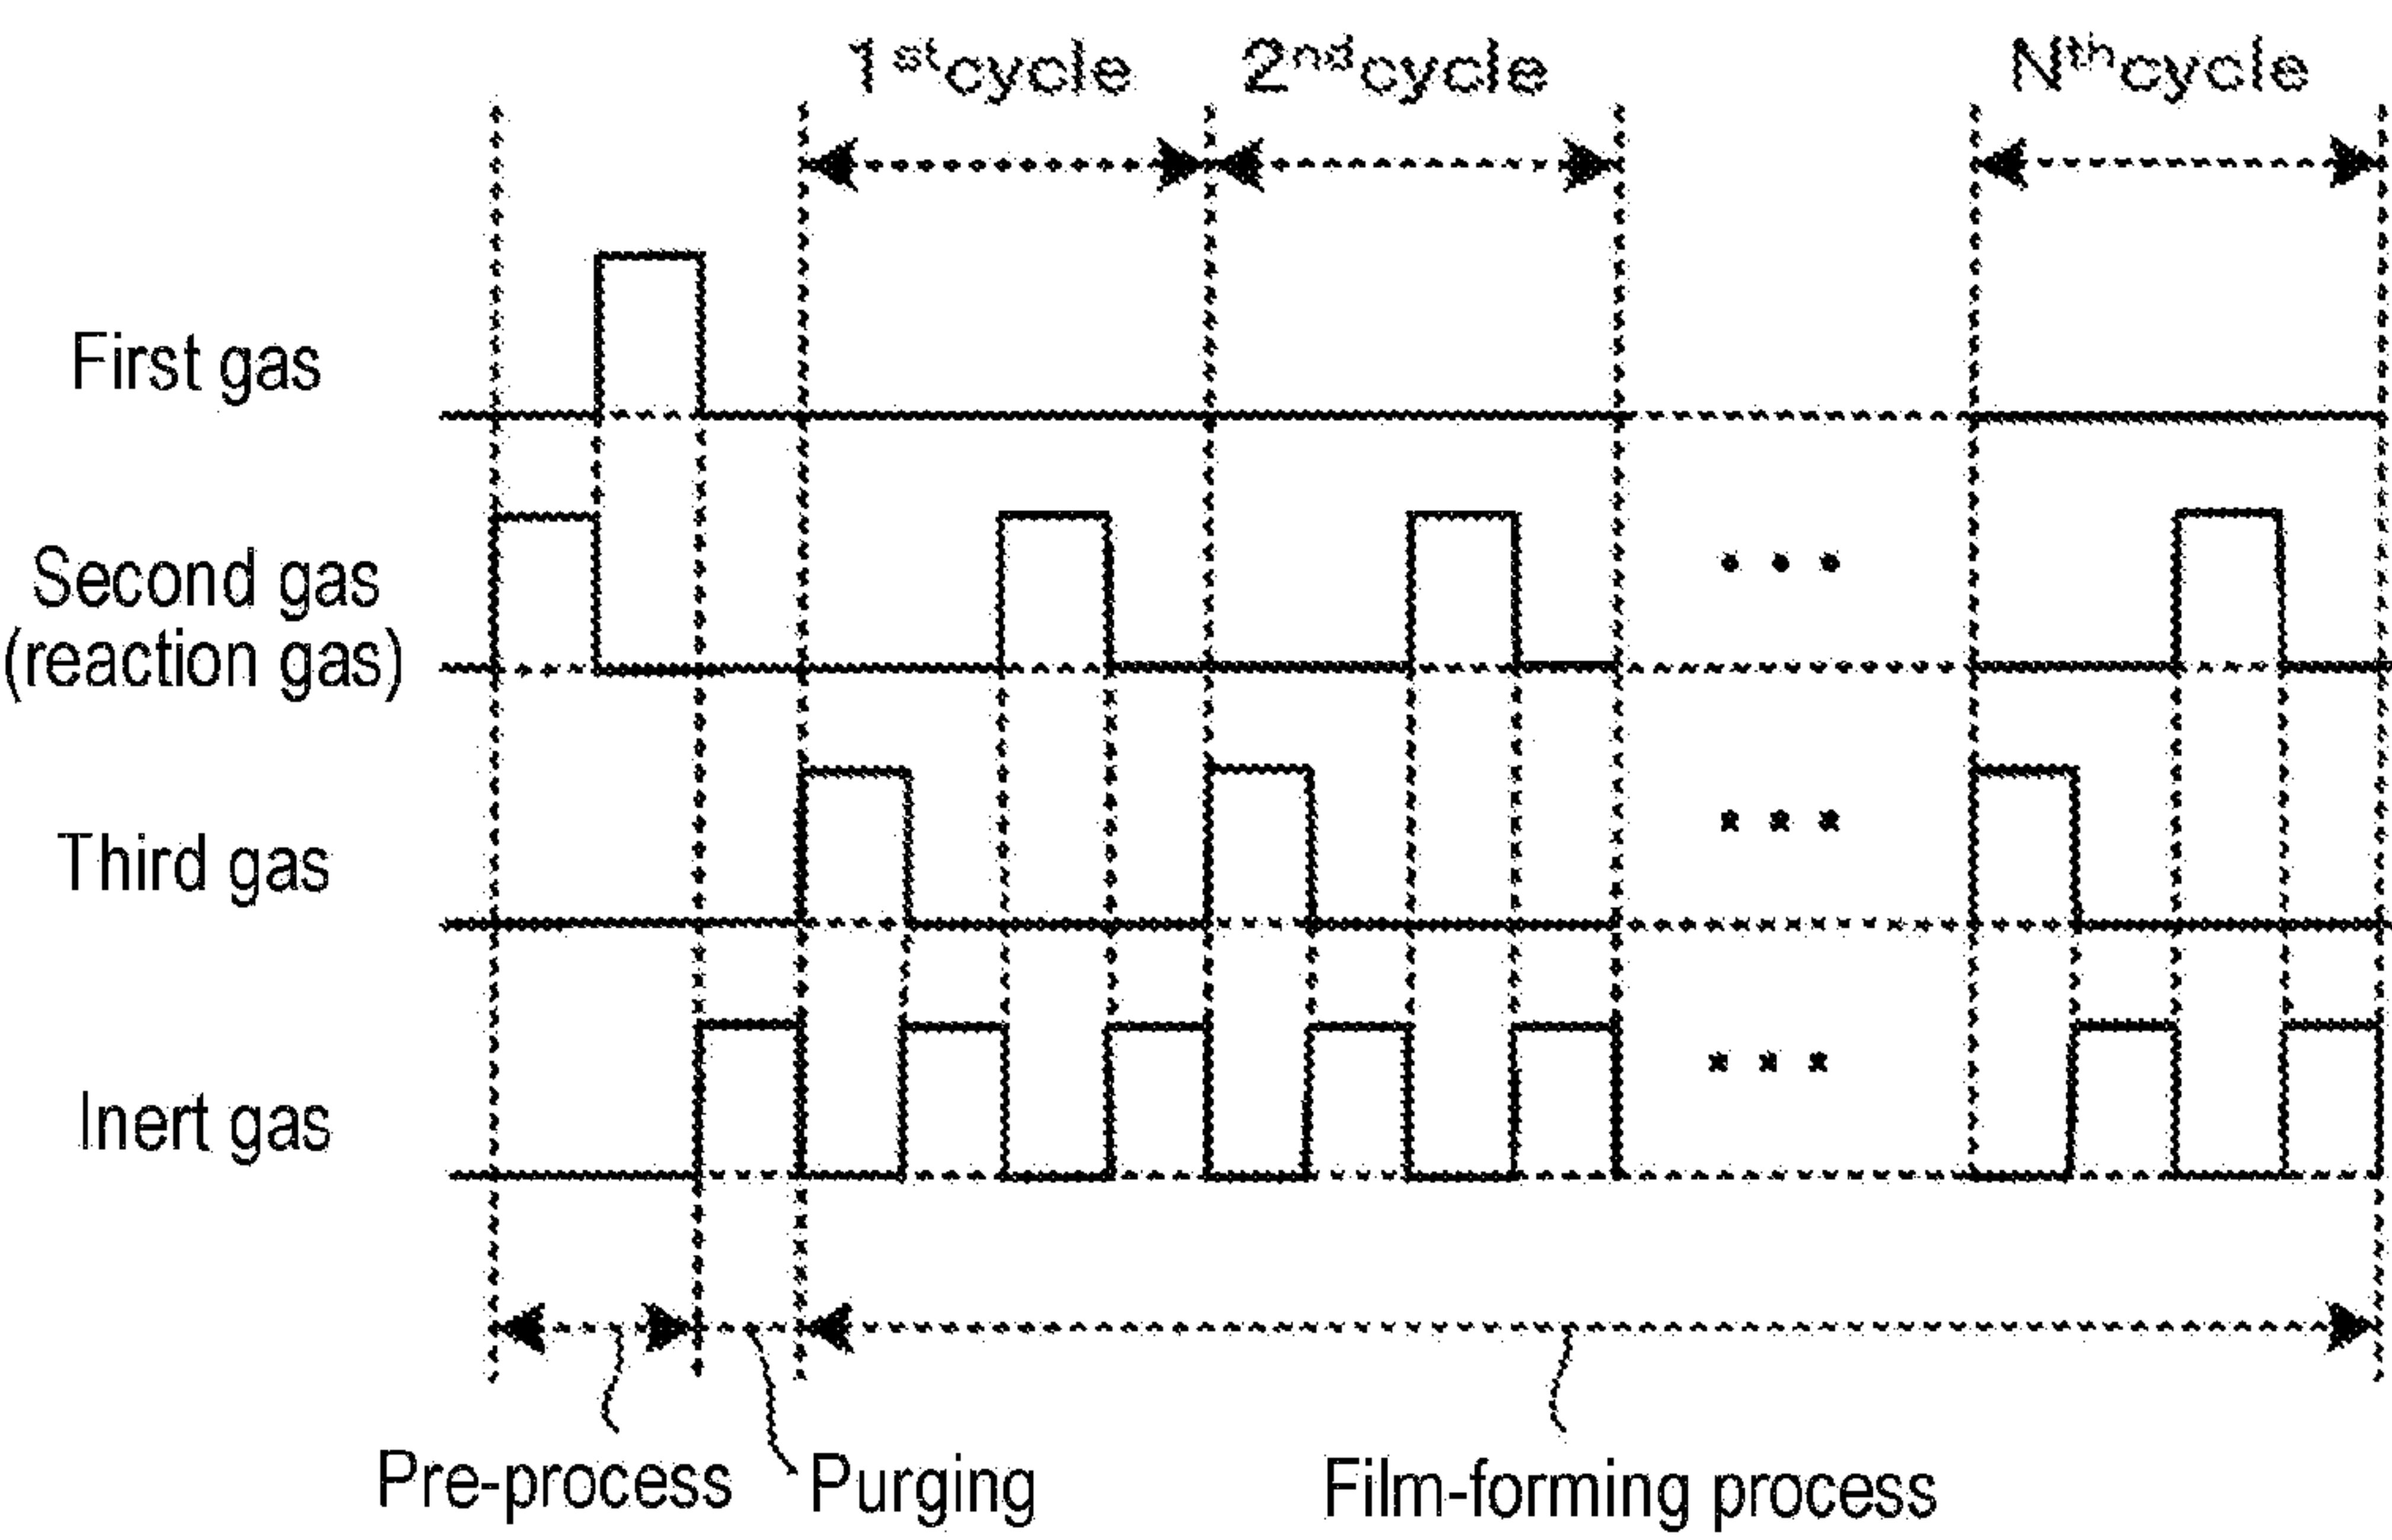 1st cycle 2nd cycle Nth cycle
First gas
Second gas
(reaction gas)
Third gas
Inert gas
Pre-process Purging Film-forming process